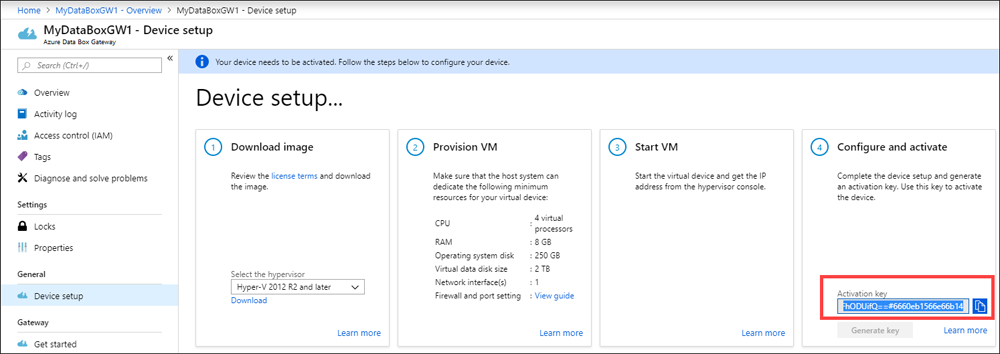 Home > MyDataBoxGW1 - Overview > MyDataBoxGW1 - Device setup
MyDataBoxGW1 - Device setup
Azure Data Box Gateway
Search (Ctrl+/)
«
Overview
Activity log
Access control (IAM)
Tags
Diagnose and solve problems
Settings
Locks
Properties
General
Device setup
Gateway
Get started
Your device needs to be activated. Follow the steps below to configure your device.
Device setup...
1 Download image
Review the license terms and download
the image.
Select the hypervisor
Hyper-V 2012 R2 and later
Download
Learn more
2 Provision VM
Make sure that the host system can
dedicate the following minimum
resources for your virtual device:
CPU : 4 virtual
processors
RAM : 8 GB
Operating system disk : 250 GB
Virtual data disk size : 2 TB
Network interface(s) : 1
Firewall and port setting : View guide
Learn more
3 Start VM
Start the virtual device and get the IP
address from the hypervisor console.
Learn more
4 Configure and activate
Complete the device setup and generate
an activation key. Use this key to activate
the device.
Activation key
FhODUifQ==#6660eb1566e66b14
Generate key
Learn more